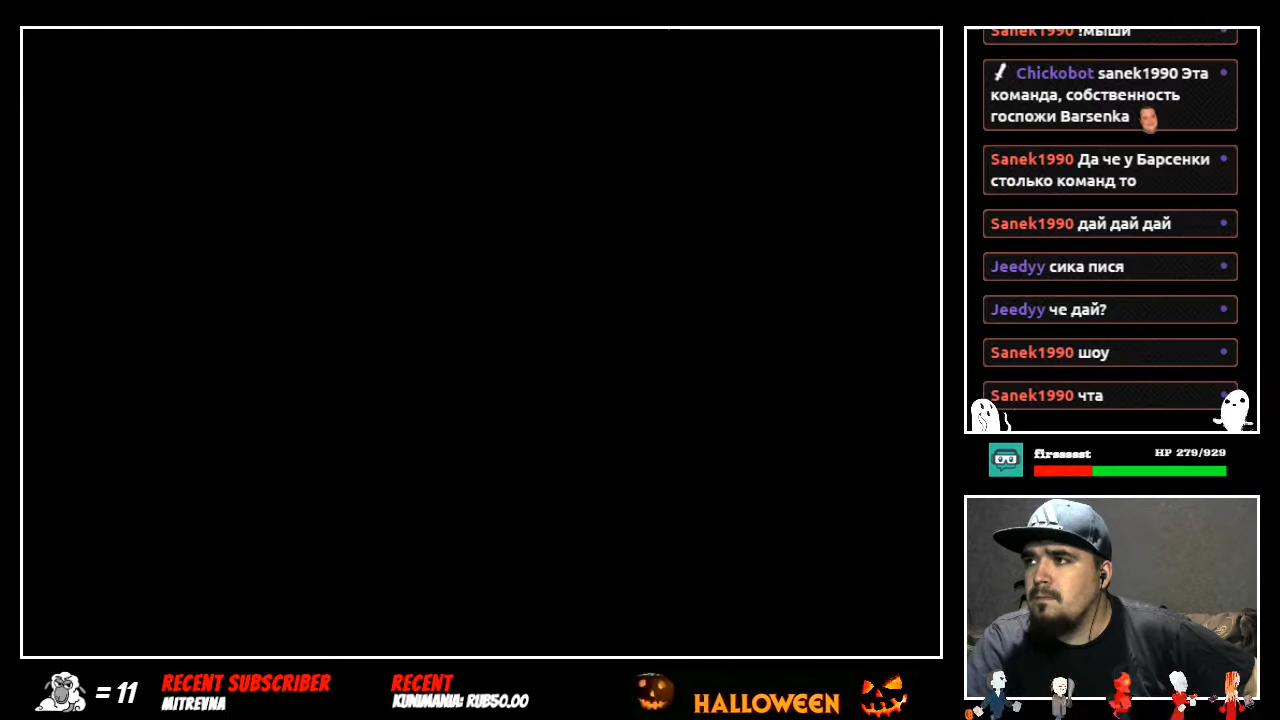 Sanek1990 !мыши
Chickobot sanek1990 Эта
команда, собственность
госпожи Barsenka
Sanek1990 Да че у Барсенки
столько команд то
Sanek1990 дай дай дай
Jeedyy сика пися
Jeedyy че дай?
Sanek1990 шоу
Sanek1990 чта
firsssst HP 279/929
= 11
RECENT SUBSCRIBER
MITREVNA
RECENT
KUNIMANIA: RUB50.00
HALLOWEEN